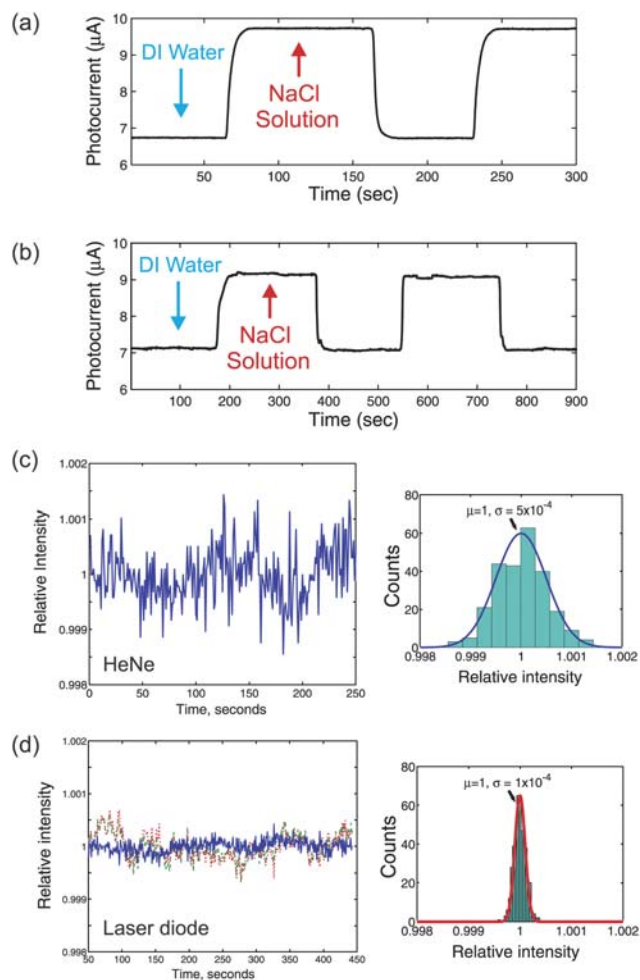 (a)
Photocurrent (µA)
10
9
8
7
6
DI Water
NaCl
Solution
50
100
150
200
250
300
Time (sec)
(b)
Photocurrent (µA)
10
9
8
7
6
DI Water
NaCl
Solution
100
200
300
400
500
600
700
800
900
Time (sec)
(c)
Relative Intensity
1.002
1.001
1
0.999
0.998
HeNe
0
50
100
150
200
250
Time, seconds
Counts
80
60
40
20
0
µ=1, σ = 5x10⁻⁴
0.998
0.999
1
1.001
1.002
Relative intensity
(d)
Relative intensity
1.002
1.001
1
0.999
0.998
Laser diode
50
100
150
200
250
300
350
400
450
Time, seconds
Counts
80
60
40
20
0
µ=1, σ = 1x10⁻⁴
0.998
0.999
1
1.001
1.002
Relative intensity